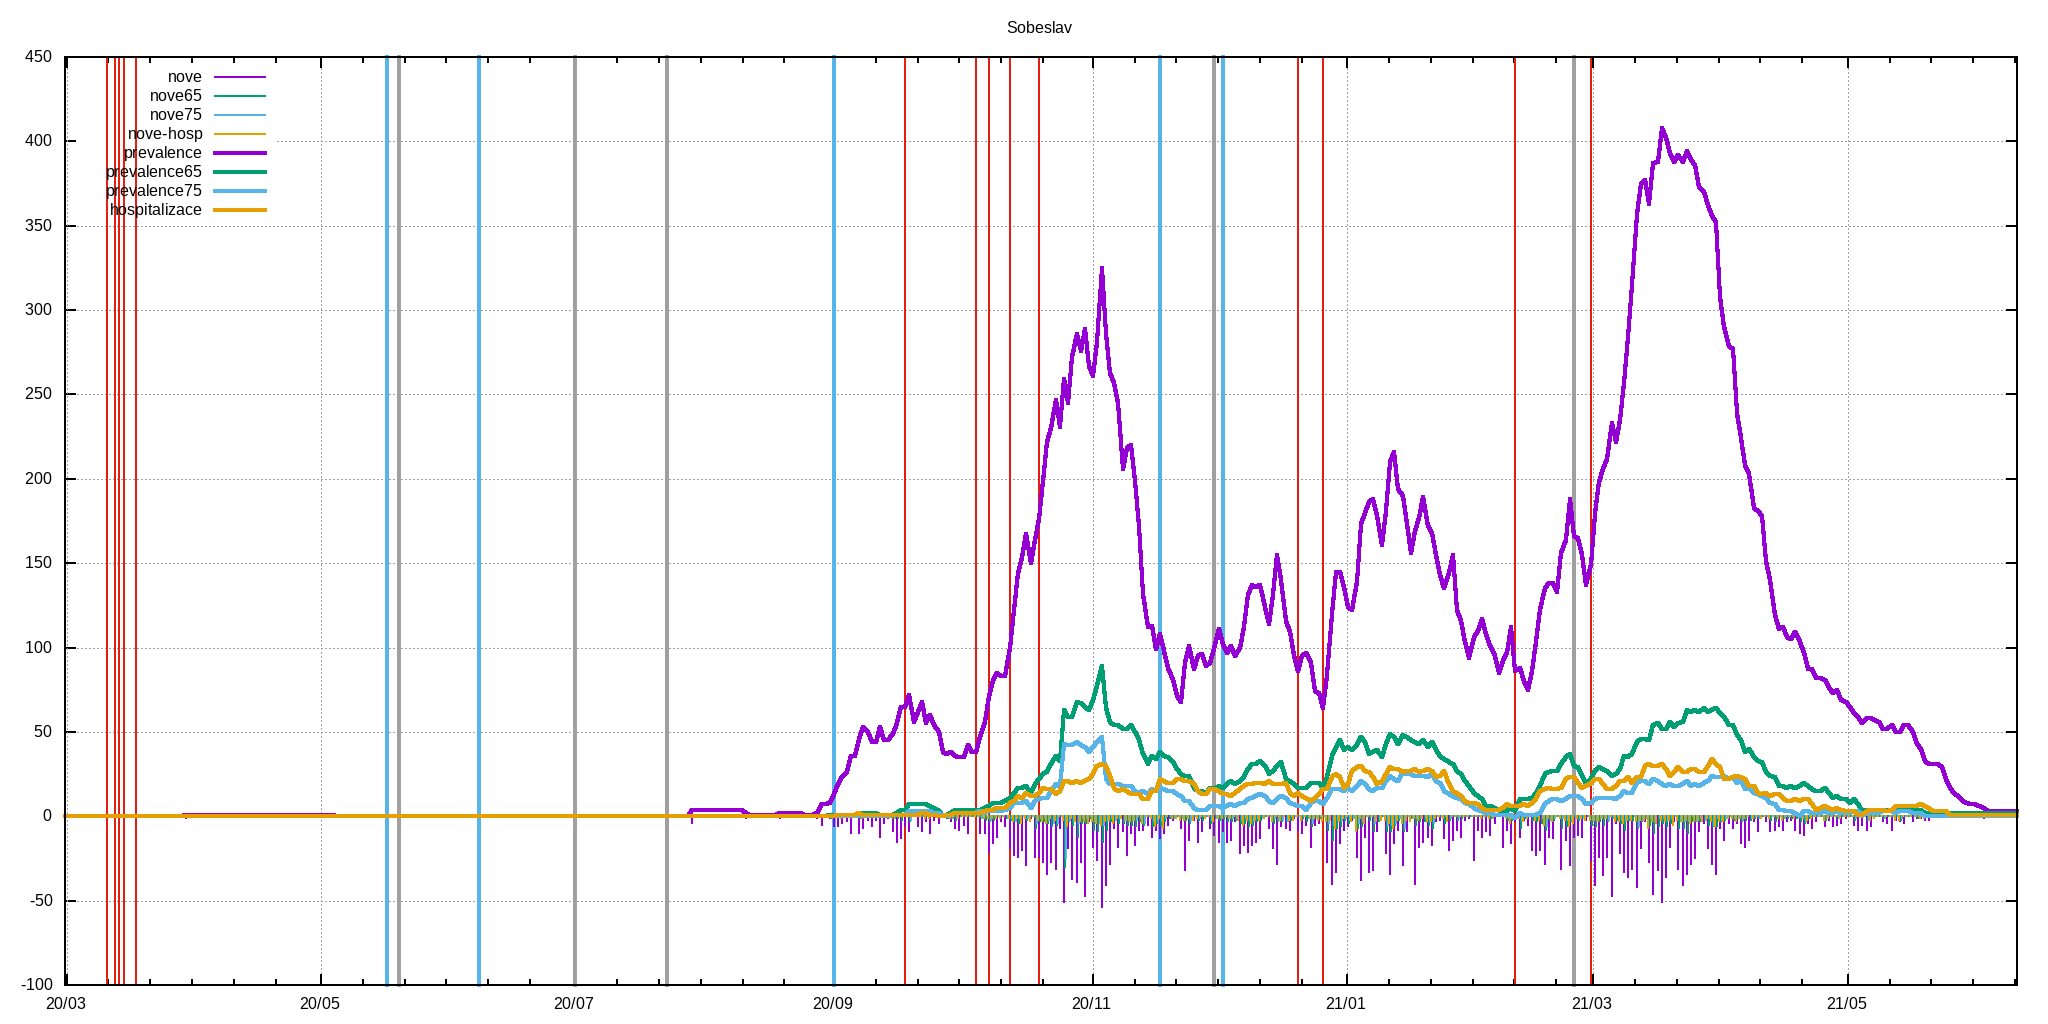 Sobeslav
450
400
350
300
250
200
150
100
50
0
-50
-100
nove
nove65
nove75
nove-hosp
prevalence
prevalence65
prevalence75
hospitalizace
20/03 20/05 20/07 20/09 20/11 21/01 21/03 21/05